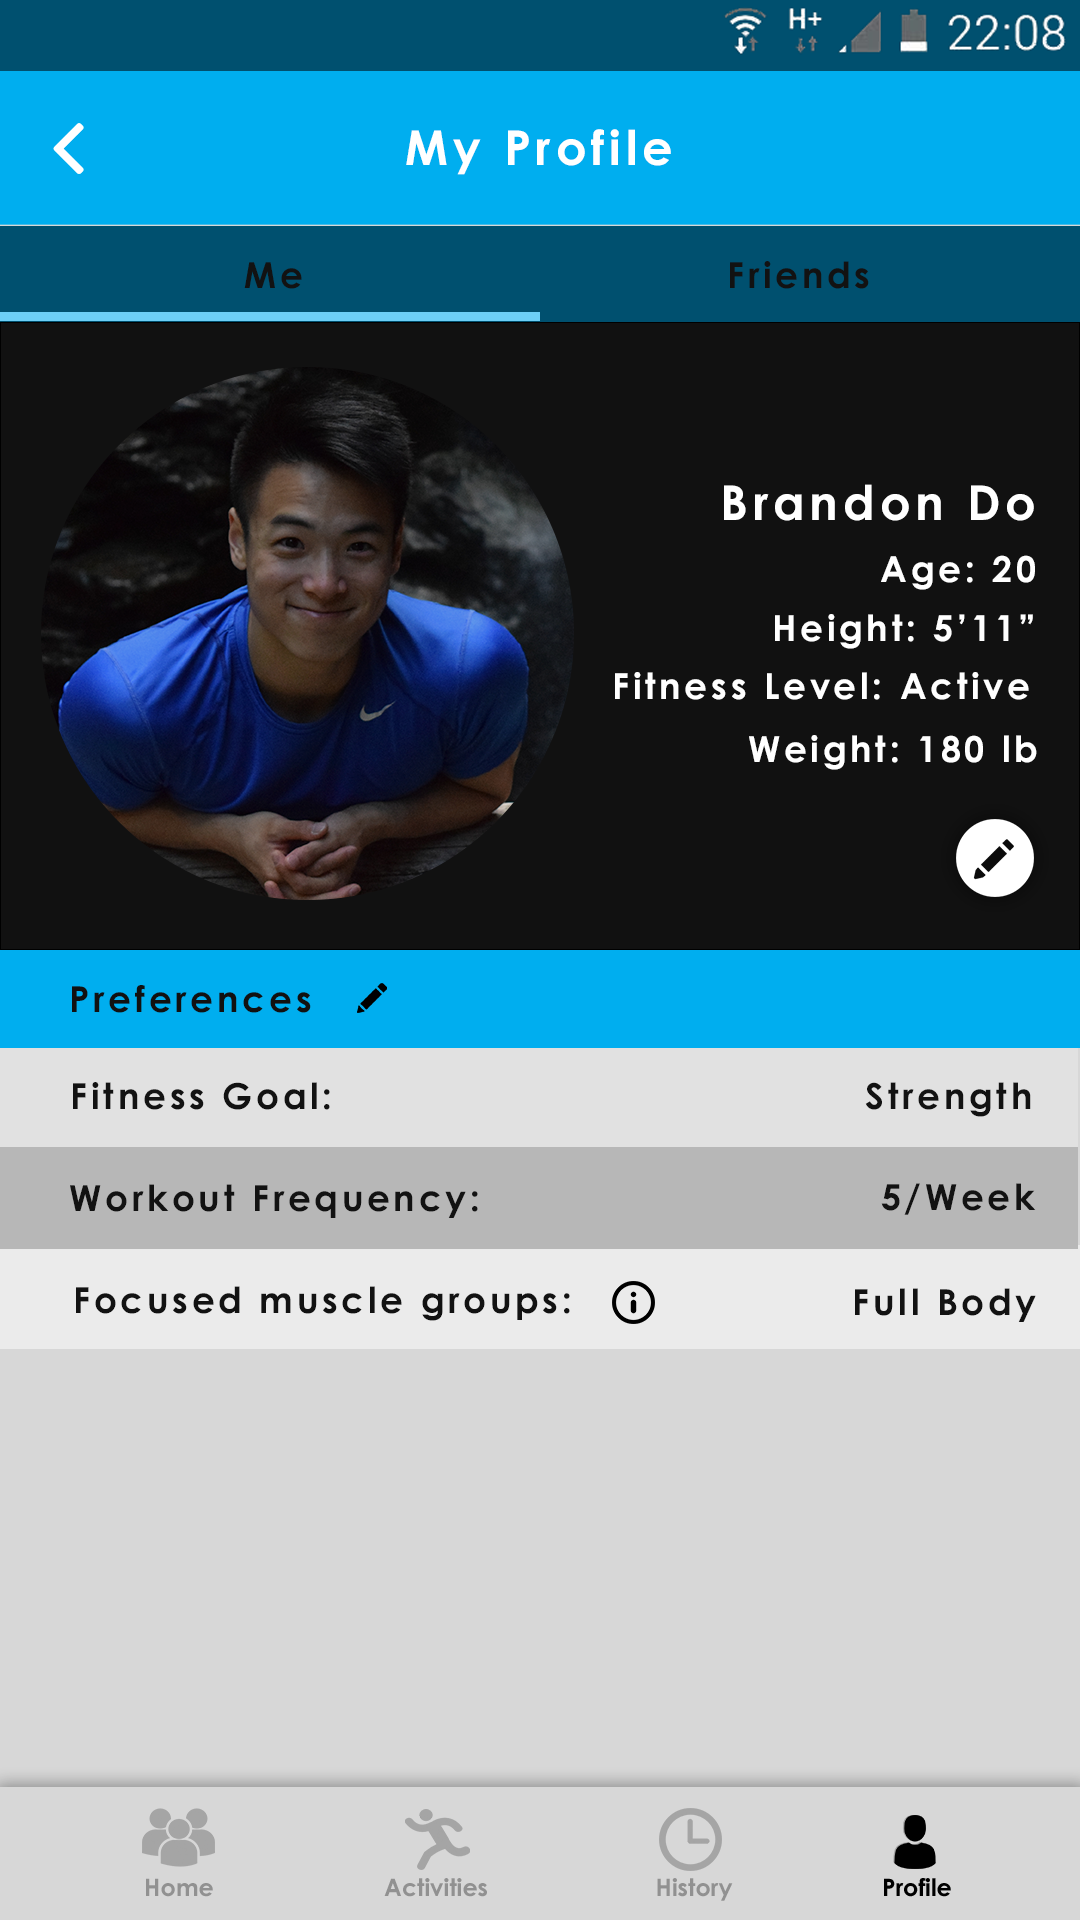 H+ 22:08
My Profile
Me Friends
Brandon Do
Age: 20
Height: 5’11”
Fitness Level: Active
Weight: 180 lb
Preferences
Fitness Goal: Strength
Workout Frequency: 5/Week
Focused muscle groups: Full Body
Home Activities History Profile